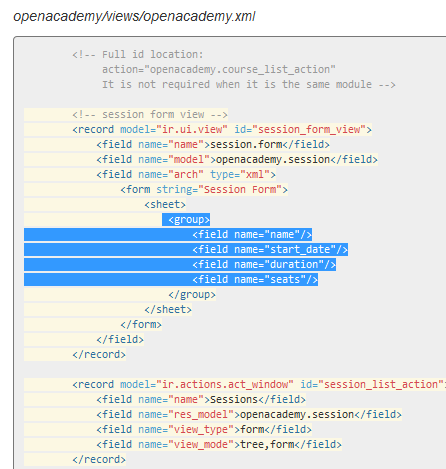 openacademy/views/openacademy.xml
<!-- Full id location:
action="openacademy.course_list_action"
It is not required when it is the same module -->
<!-- session form view -->
<record model="ir.ui.view" id="session_form_view">
<field name="name">session.form</field>
<field name="model">openacademy.session</field>
<field name="arch" type="xml">
<form string="Session Form">
<sheet>
<group>
<field name="name"/>
<field name="start_date"/>
<field name="duration"/>
<field name="seats"/>
</group>
</sheet>
</form>
</field>
</record>
<record model="ir.actions.act_window" id="session_list_action"
<field name="name">Sessions</field>
<field name="res_model">openacademy.session</field>
<field name="view_type">form</field>
<field name="view_mode">tree,form</field>
</record>